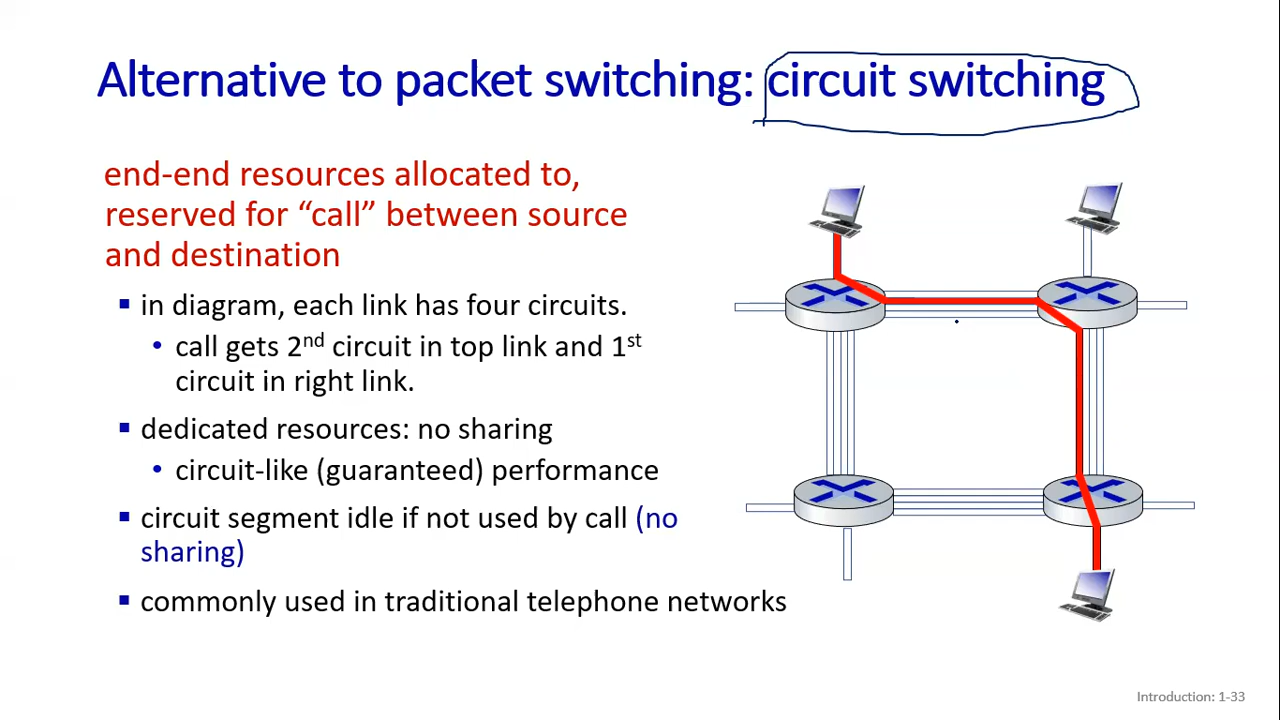 Alternative to packet switching: circuit switching
end-end resources allocated to,
reserved for “call” between source
and destination
▪ in diagram, each link has four circuits.
• call gets 2nd circuit in top link and 1st
circuit in right link.
▪ dedicated resources: no sharing
• circuit-like (guaranteed) performance
▪ circuit segment idle if not used by call (no
sharing)
▪ commonly used in traditional telephone networks
Introduction: 1-33